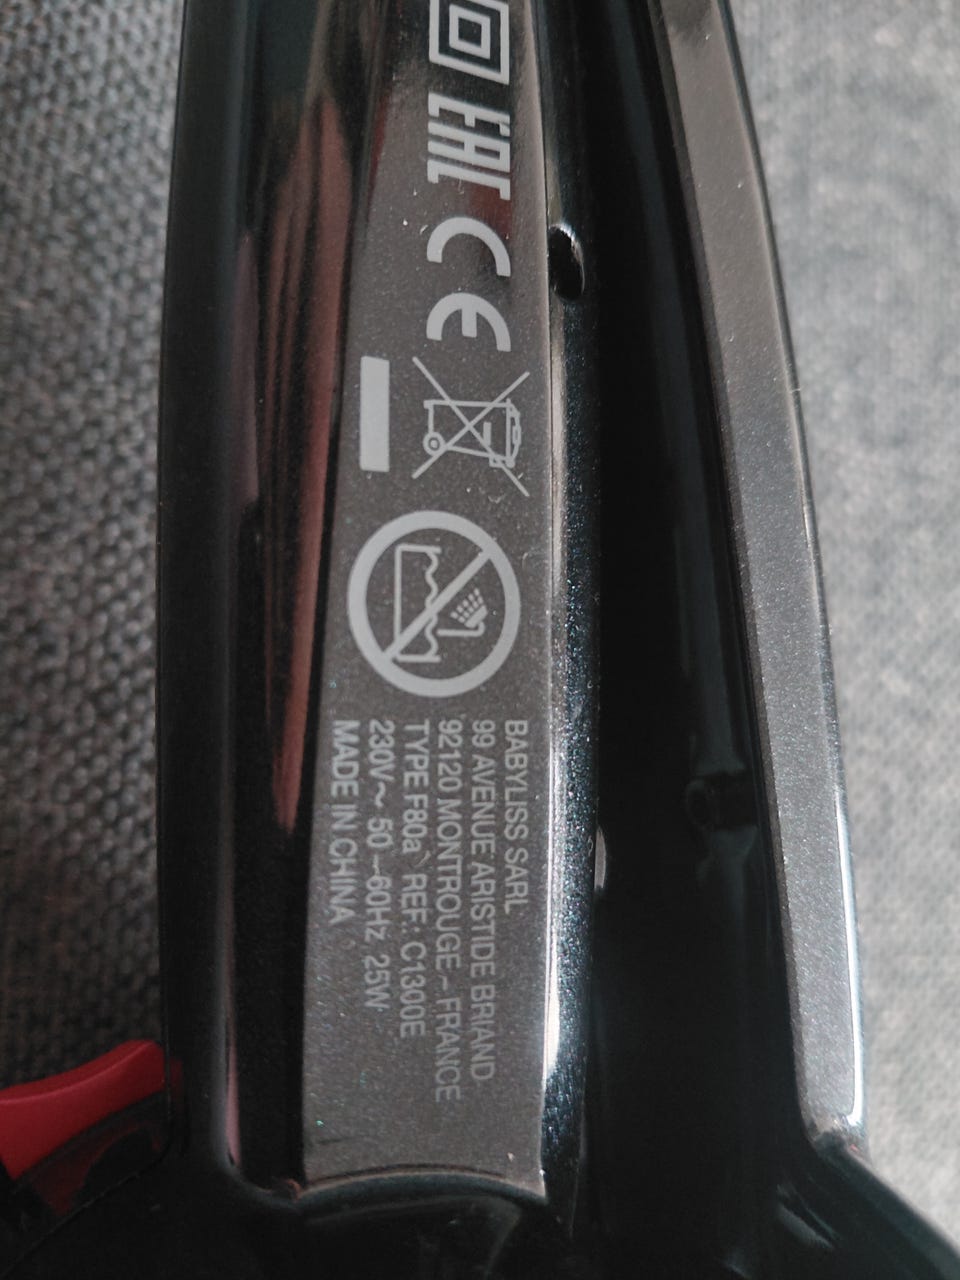 EAC CE
BABYLISS SARL
99 AVENUE ARISTIDE BRIAND
92120 MONTROUGE - FRANCE
TYPE F80a REF.: C1300E
230V~ 50-60Hz 25W
MADE IN CHINA